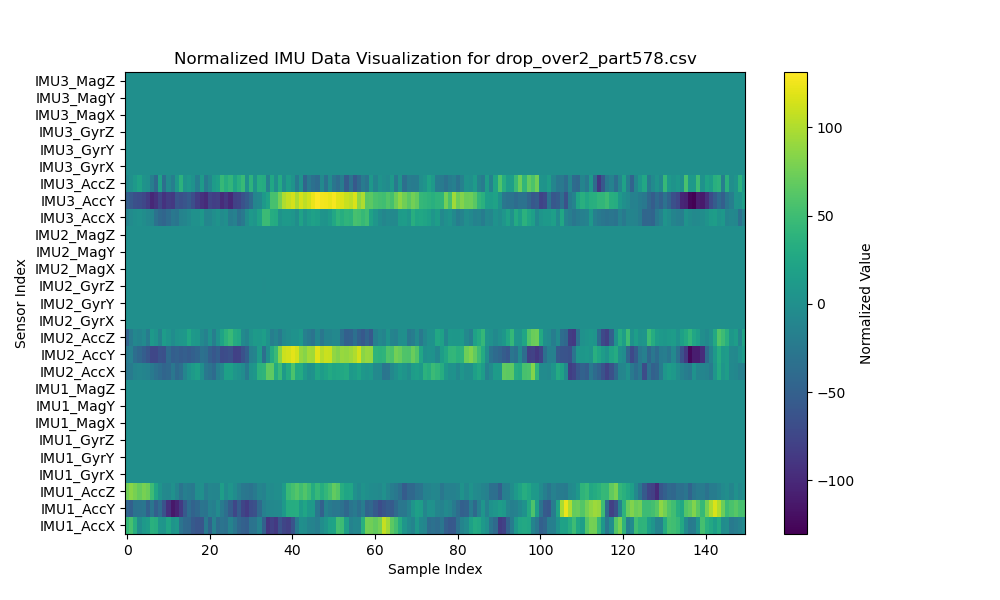 Normalized IMU Data Visualization for drop_over2_part578.csv
IMU3_MagZ
IMU3_MagY
IMU3_MagX
IMU3_GyrZ
IMU3_GyrY
IMU3_GyrX
IMU3_AccZ
IMU3_AccY
IMU3_AccX
IMU2_MagZ
IMU2_MagY
IMU2_MagX
IMU2_GyrZ
IMU2_GyrY
IMU2_GyrX
IMU2_AccZ
IMU2_AccY
IMU2_AccX
IMU1_MagZ
IMU1_MagY
IMU1_MagX
IMU1_GyrZ
IMU1_GyrY
IMU1_GyrX
IMU1_AccZ
IMU1_AccY
IMU1_AccX
Sensor Index
0 20 40 60 80 100 120 140
Sample Index
100
50
0
−50
−100
Normalized Value